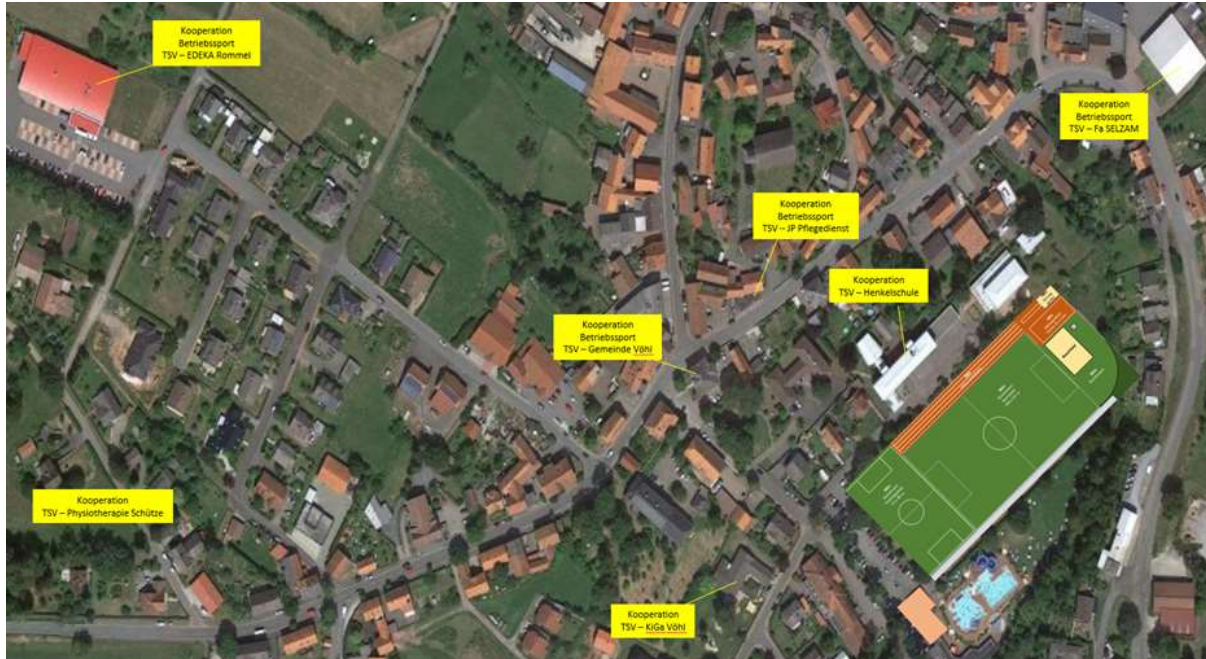 Kooperation
Betriebssport
TSV – EDEKA Rommel
Kooperation
Betriebssport
TSV – Fa SELZAM
Kooperation
Betriebssport
TSV – JP Pflegedienst
Kooperation
TSV – Henkelschule
Kooperation
Betriebssport
TSV – Gemeinde Vöhl
Kooperation
TSV – Physiotherapie Schütze
Kooperation
TSV – KiGa Vöhl